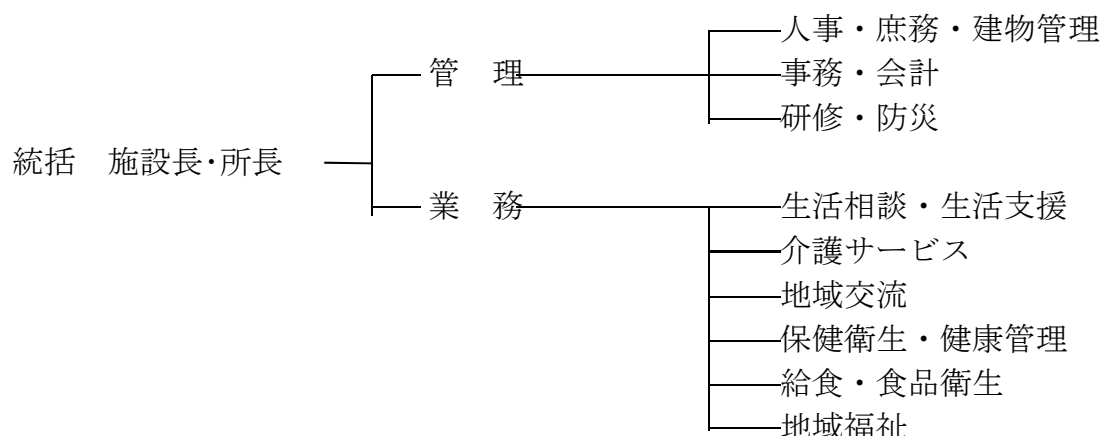 人事・庶務・建物管理
管　理
事務・会計
研修・防災
統括　施設長・所長
業　務
生活相談・生活支援
介護サービス
地域交流
保健衛生・健康管理
給食・食品衛生
地域福祉